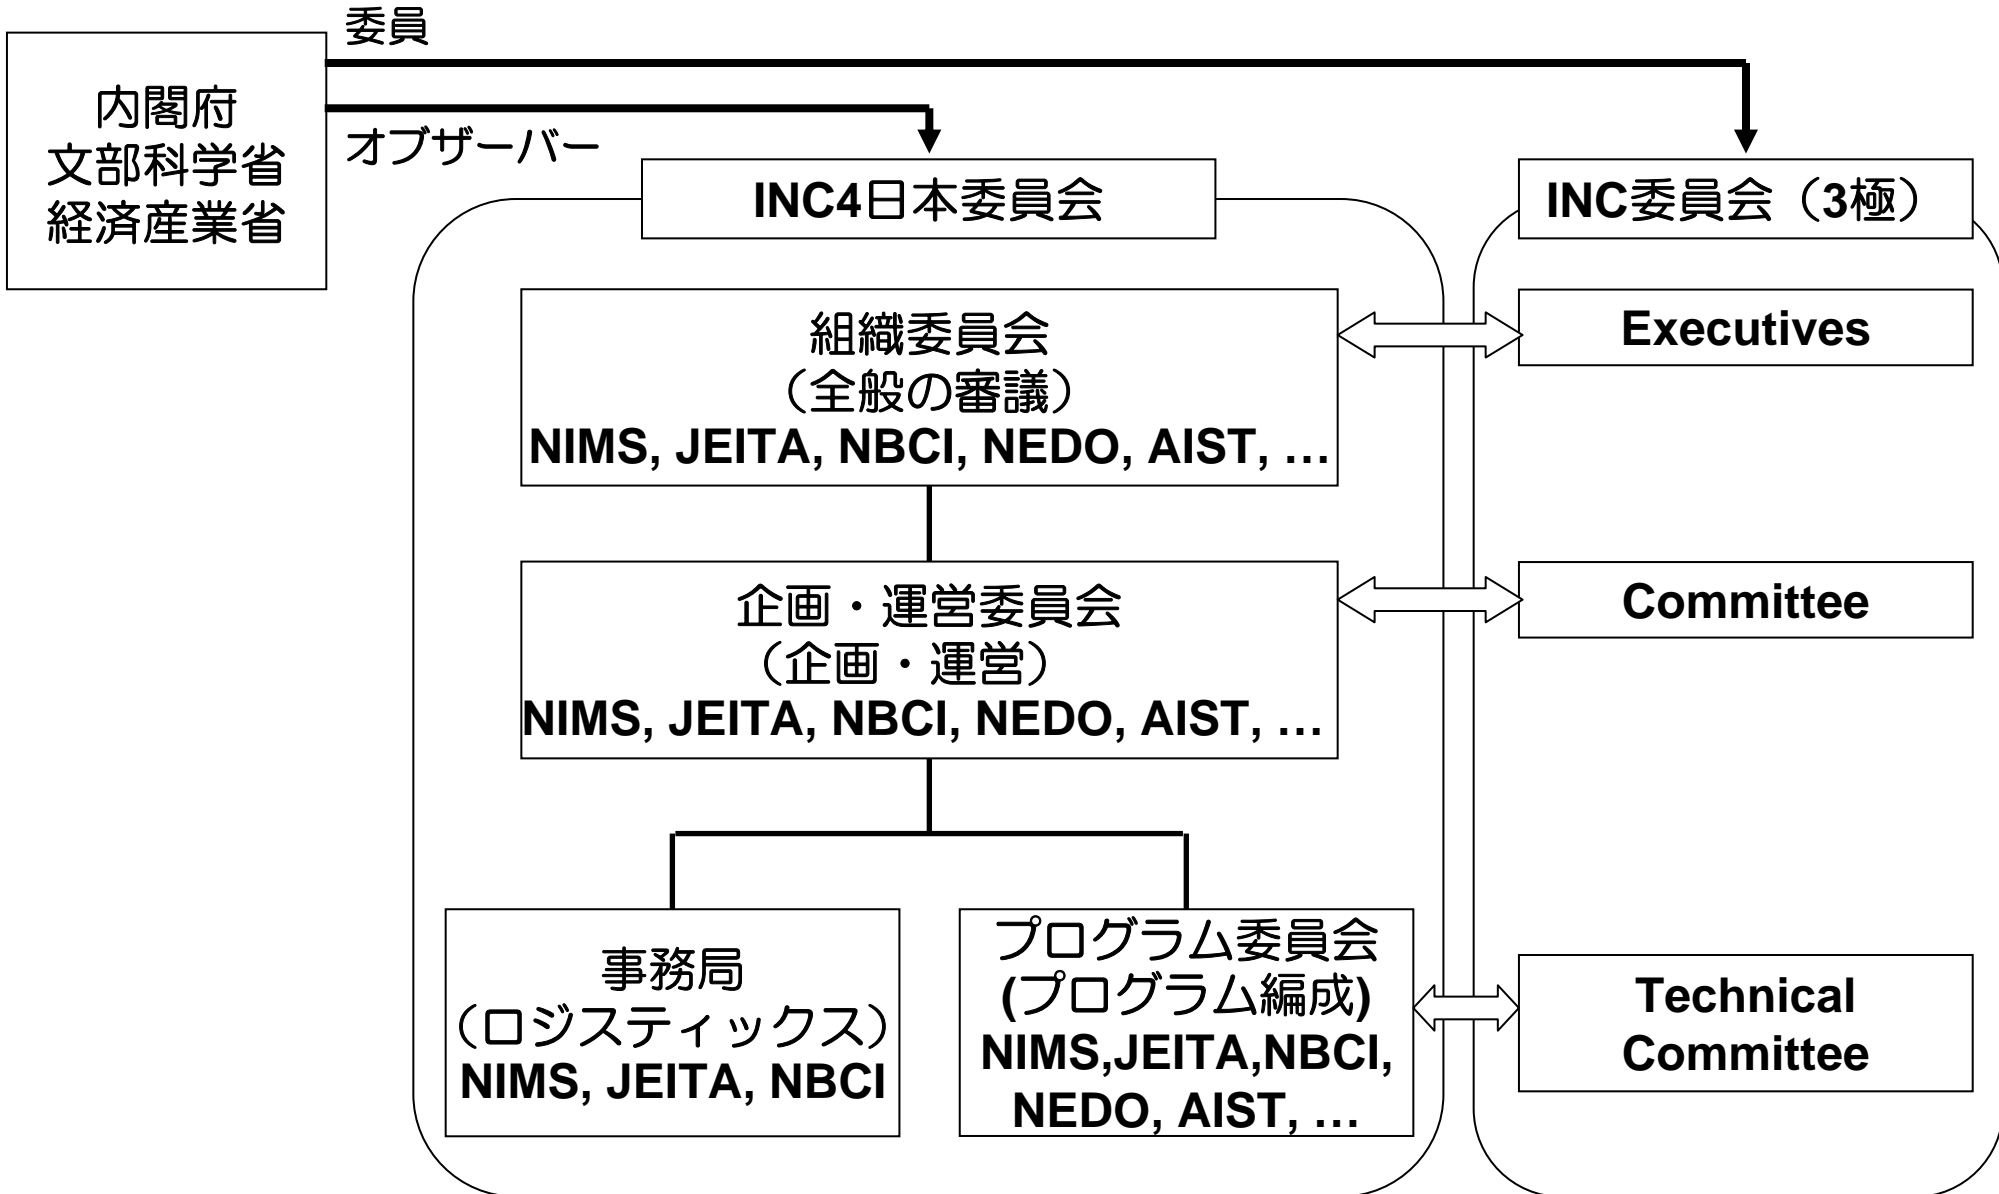 委員
内閣府
文部科学省
経済産業省
オブザーバー
INC4日本委員会
INC委員会（3極）
組織委員会
（全般の審議）
NIMS, JEITA, NBCI, NEDO, AIST, …
Executives
企画・運営委員会
（企画・運営）
NIMS, JEITA, NBCI, NEDO, AIST, …
Committee
事務局
（ロジスティックス）
NIMS, JEITA, NBCI
プログラム委員会
(プログラム編成)
NIMS,JEITA,NBCI,
NEDO, AIST, …
Technical
Committee